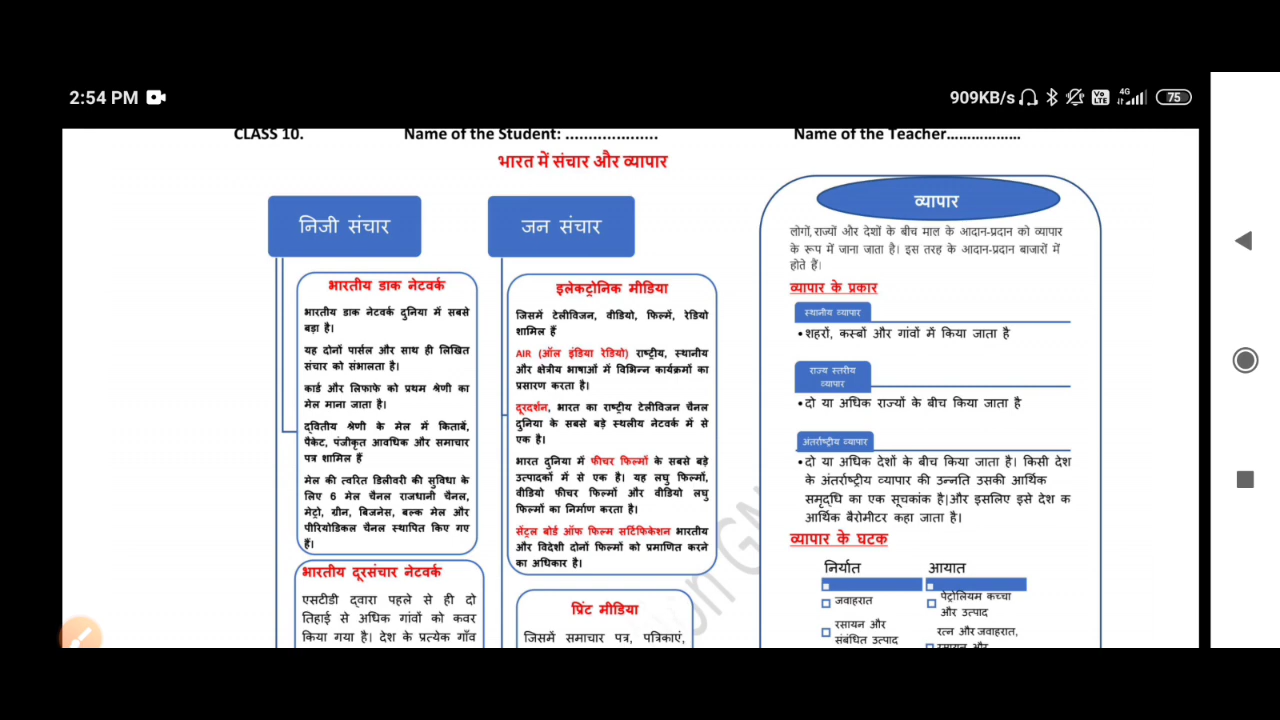 2:54 PM
909KB/s
Vo LTE
4G
75
CLASS 10.
Name of the Student: ....................
Name of the Teacher..................
भारत में संचार और व्यापार
निजी संचार
भारतीय डाक नेटवर्क
भारतीय डाक नेटवर्क दुनिया में सबसे
बड़ा है।
यह दोनों पार्सल और साथ ही लिखित
संचार को संभालता है।
कार्ड और लिफाफे को प्रथम श्रेणी का
मेल माना जाता है।
द्वितीय श्रेणी के मेल में किताबें,
पैकेट, पंजीकृत आवधिक और समाचार
पत्र शामिल हैं
मेल की त्वरित डिलीवरी की सुविधा के
लिए 6 मेल चैनल राजधानी चैनल,
मेट्रो, ग्रीन, बिजनेस, बल्क मेल और
पीरियोडिकल चैनल स्थापित किए गए
हैं।
भारतीय दूरसंचार नेटवर्क
एसटीडी द्वारा पहले से ही दो
तिहाई से अधिक गांवों को कवर
किया गया है। देश के प्रत्येक गाँव
जन संचार
इलेकट्रोनिक मीडिया
जिसमें टेलीविजन, वीडियो, फिल्में, रेडियो
शामिल हैं
AIR (ऑल इंडिया रेडियो) राष्ट्रीय, स्थानीय
और क्षेत्रीय भाषाओं में विभिन्न कार्यक्रमों का
प्रसारण करता है।
दूरदर्शन, भारत का राष्ट्रीय टेलीविजन चैनल
दुनिया के सबसे बड़े स्थलीय नेटवर्क में से
एक है।
भारत दुनिया में फीचर फिल्मों के सबसे बड़े
उत्पादकों में से एक है। यह लघु फिल्मों,
वीडियो फीचर फिल्मों और वीडियो लघु
फिल्मों का निर्माण करता है।
सेंट्रल बोर्ड ऑफ फिल्म सर्टिफिकेशन भारतीय
और विदेशी दोनों फिल्मों को प्रमाणित करने
का अधिकार है।
प्रिंट मीडिया
जिसमें समाचार पत्र, पत्रिकाएं,
व्यापार
लोगों, राज्यों और देशों के बीच माल के आदान-प्रदान को व्यापार
के रूप में जाना जाता है। इस तरह के आदान-प्रदान बाजारों में
होते हैं।
व्यापार के प्रकार
स्थानीय व्यापार
•शहरों, कस्बों और गांवों में किया जाता है
राज्य स्तरीय
व्यापार
•दो या अधिक राज्यों के बीच किया जाता है
अंतर्राष्ट्रीय व्यापार
•दो या अधिक देशों के बीच किया जाता है। किसी देश
के अंतर्राष्ट्रीय व्यापार की उन्नति उसकी आर्थिक
समृद्धि का एक सूचकांक है।और इसलिए इसे देश क
आर्थिक बैरोमीटर कहा जाता है।
व्यापार के घटक
निर्यात
जवाहरात
रसायन और
संबंधित उत्पाद
आयात
पेट्रोलियम कच्चा
और उत्पाद
रत्न और जवाहरात,
रसायन और